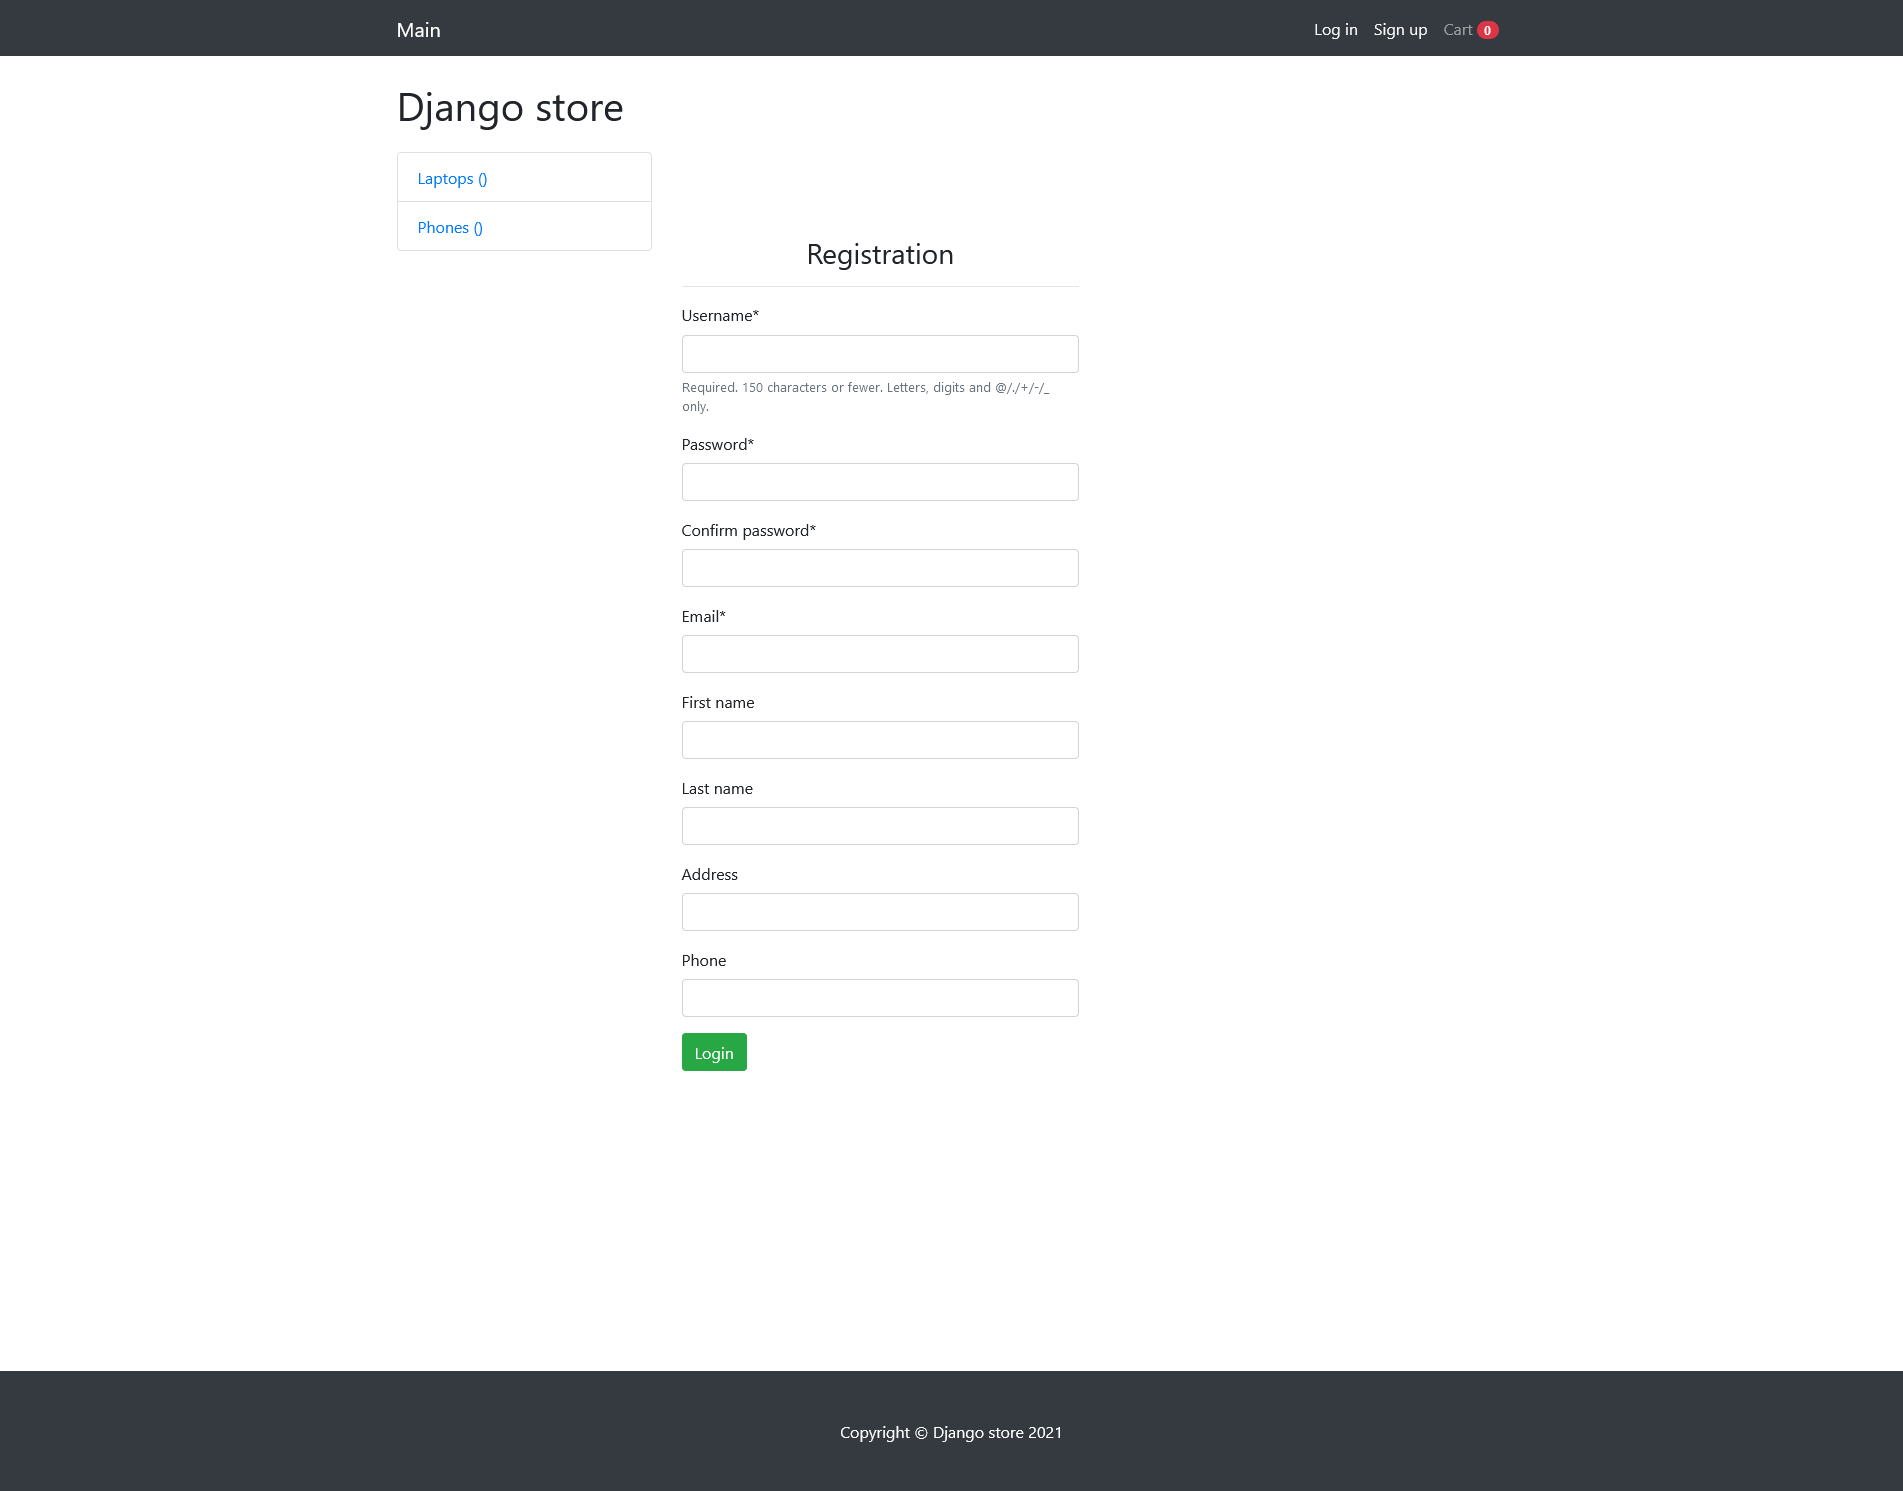 Main
Log in
Sign up
Cart 0
Django store
Laptops ()
Phones ()
Registration
Username*
Required. 150 characters or fewer. Letters, digits and @/./+/-/_
only.
Password*
Confirm password*
Email*
First name
Last name
Address
Phone
Login
Copyright © Django store 2021